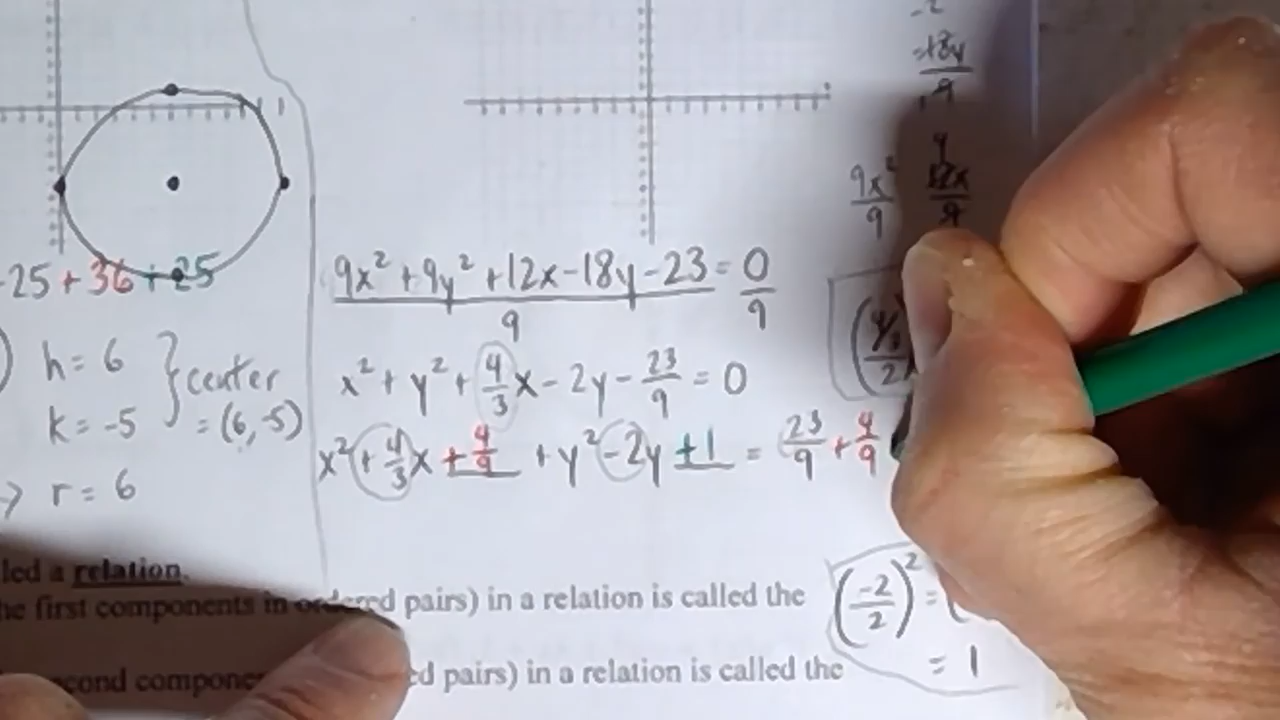 -2
-18y
9
4
9x² 12x
9 9
-25 + 36 + 25
9x² + 9y² + 12x - 18y - 23 = 0
9 9
h = 6
k = -5
} center
= (6, -5)
x² + y² + 4/3 x - 2y - 23/9 = 0
x² + 4/3 x + 4/9 + y² - 2y + 1 = 23/9 + 4/9
r = 6
led a relation.
he first components in ordered pairs) in a relation is called the
(-2/2)² =
= 1
econd ed pairs) in a relation is called the